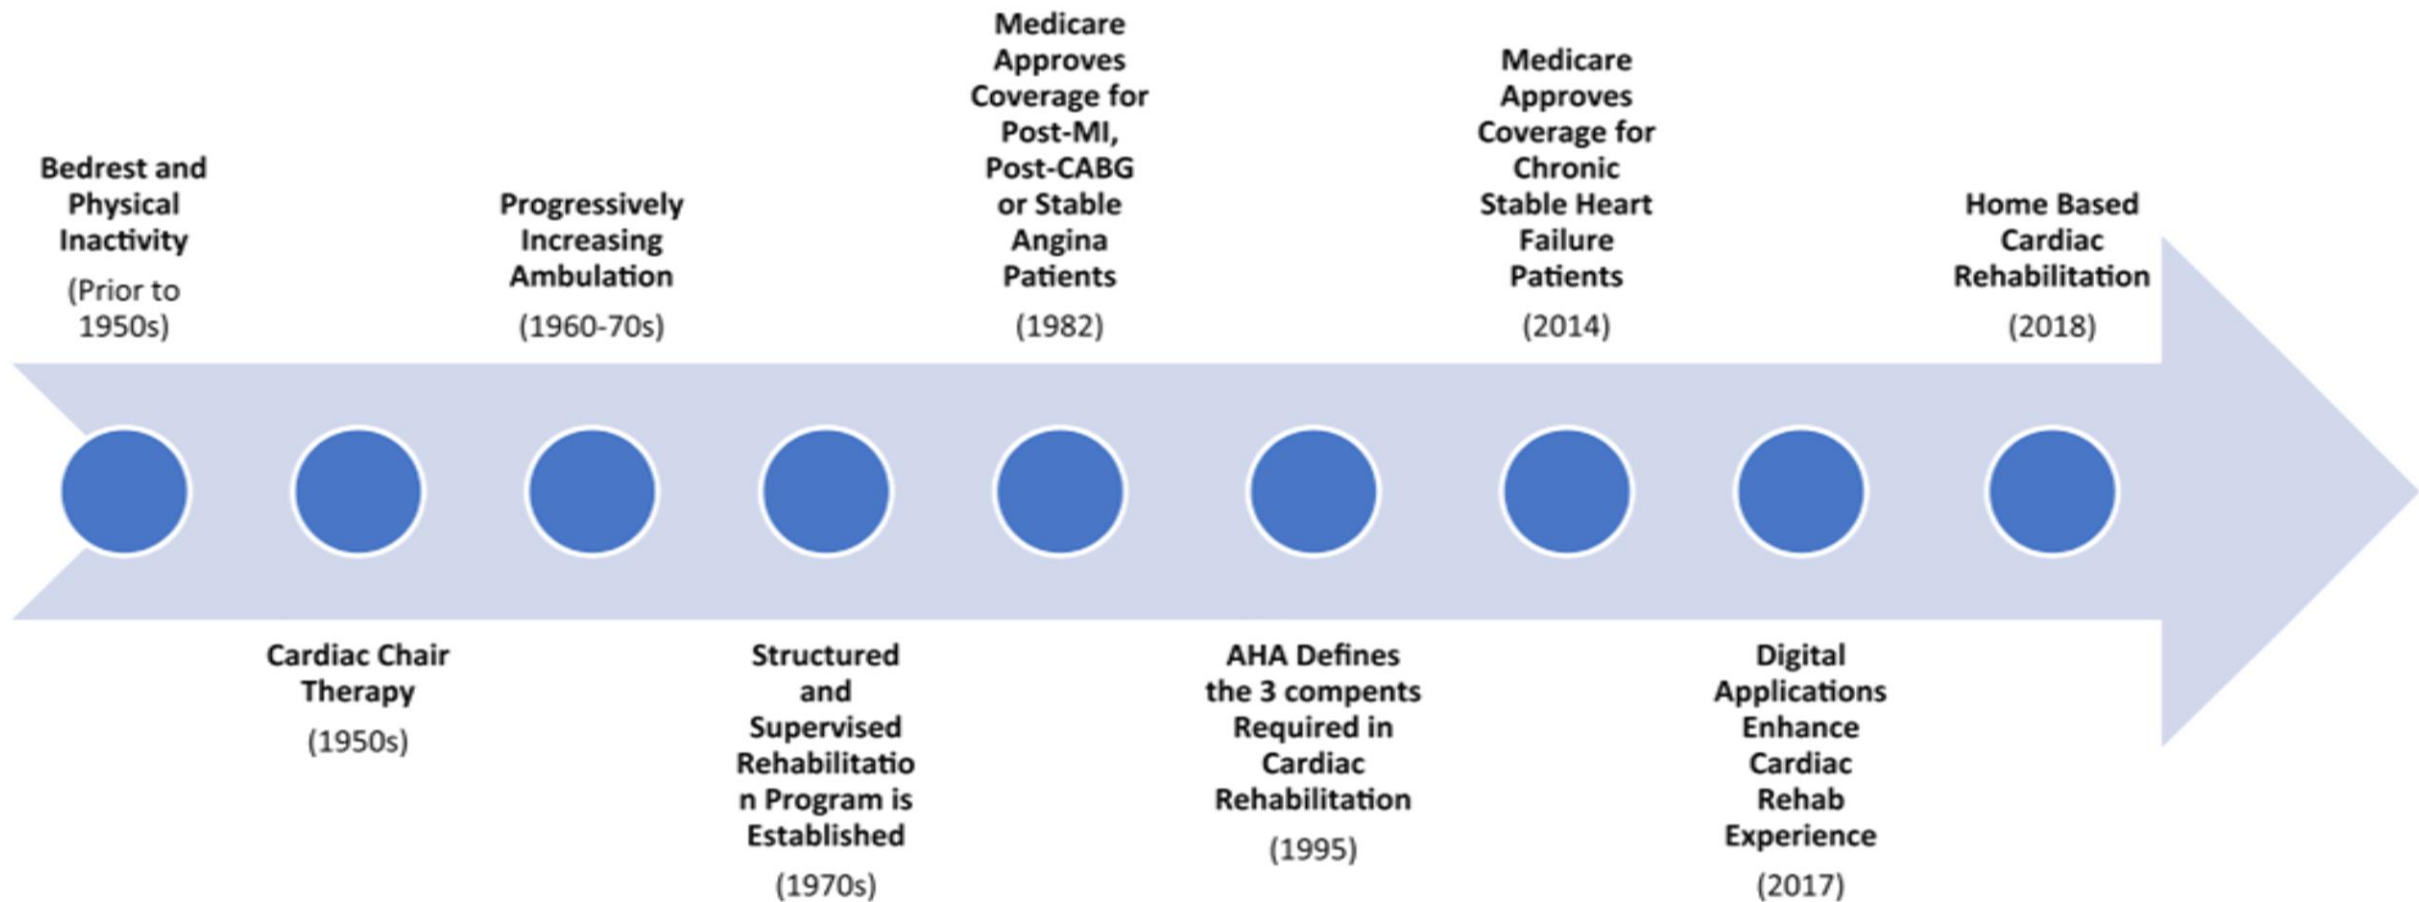 Bedrest and
Physical
Inactivity
(Prior to
1950s)
Cardiac Chair
Therapy
(1950s)
Progressively
Increasing
Ambulation
(1960-70s)
Structured
and
Supervised
Rehabilitatio
n Program is
Established
(1970s)
Medicare
Approves
Coverage for
Post-MI,
Post-CABG
or Stable
Angina
Patients
(1982)
AHA Defines
the 3 compents
Required in
Cardiac
Rehabilitation
(1995)
Medicare
Approves
Coverage for
Chronic
Stable Heart
Failure
Patients
(2014)
Digital
Applications
Enhance
Cardiac
Rehab
Experience
(2017)
Home Based
Cardiac
Rehabilitation
(2018)